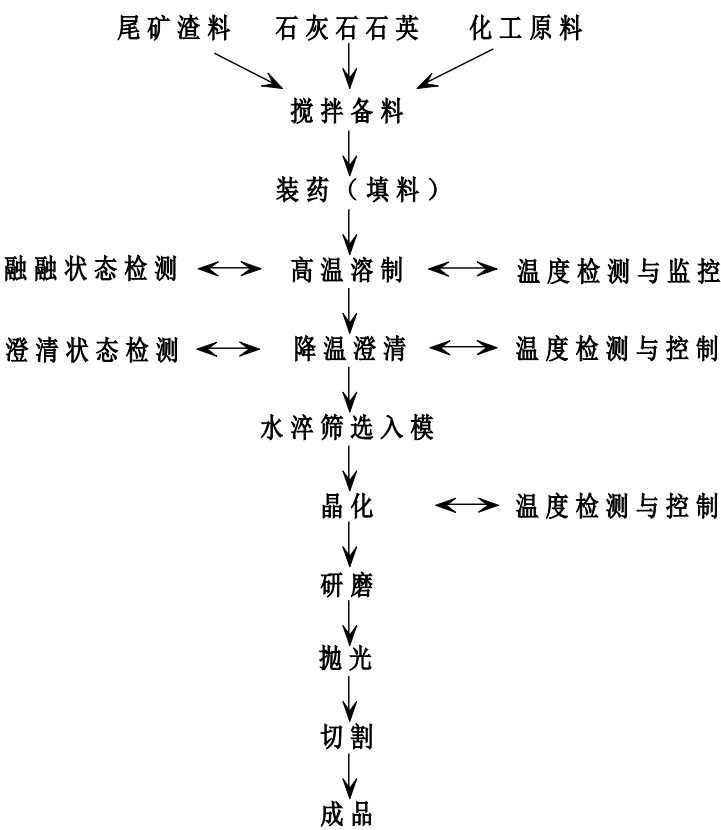 尾矿渣料 石灰石石英 化工原料
搅拌备料
装药（填料）
融融状态检测 高温溶制 温度检测与监控
澄清状态检测 降温澄清 温度检测与控制
水淬筛选入模
晶化 温度检测与控制
研磨
抛光
切割
成品